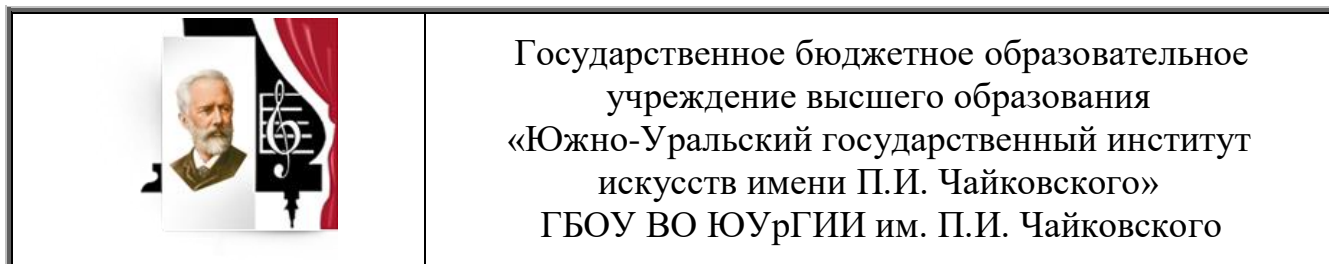 Государственное бюджетное образовательное
учреждение высшего образования
«Южно-Уральский государственный институт
искусств имени П.И. Чайковского»
ГБОУ ВО ЮУрГИИ им. П.И. Чайковского